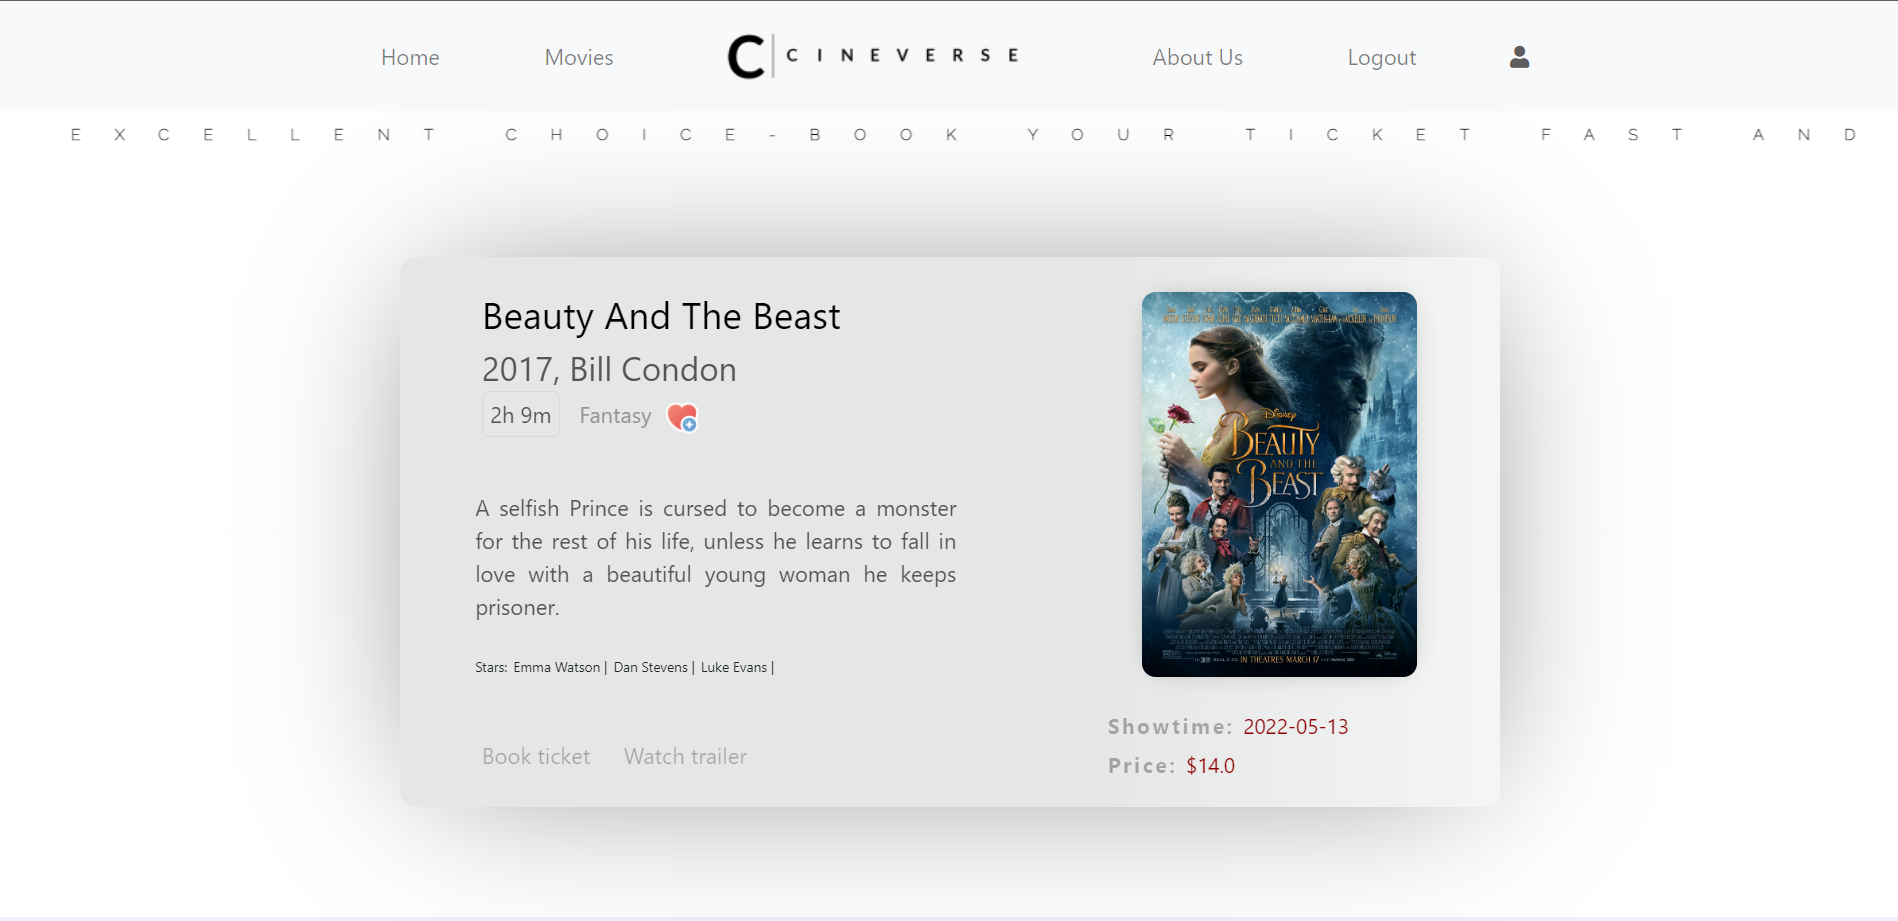 Home Movies C CINEVERSE About Us Logout
EXCELLENT CHOICE-BOOK YOUR TICKET FAST AND
Beauty And The Beast
2017, Bill Condon
2h 9m Fantasy
A selfish Prince is cursed to become a monster
for the rest of his life, unless he learns to fall in
love with a beautiful young woman he keeps
prisoner.
Stars: Emma Watson | Dan Stevens | Luke Evans |
Book ticket Watch trailer
Disney
BEAUTY
AND THE
BEAST
IN THEATRES MARCH 17
Showtime: 2022-05-13
Price: $14.0